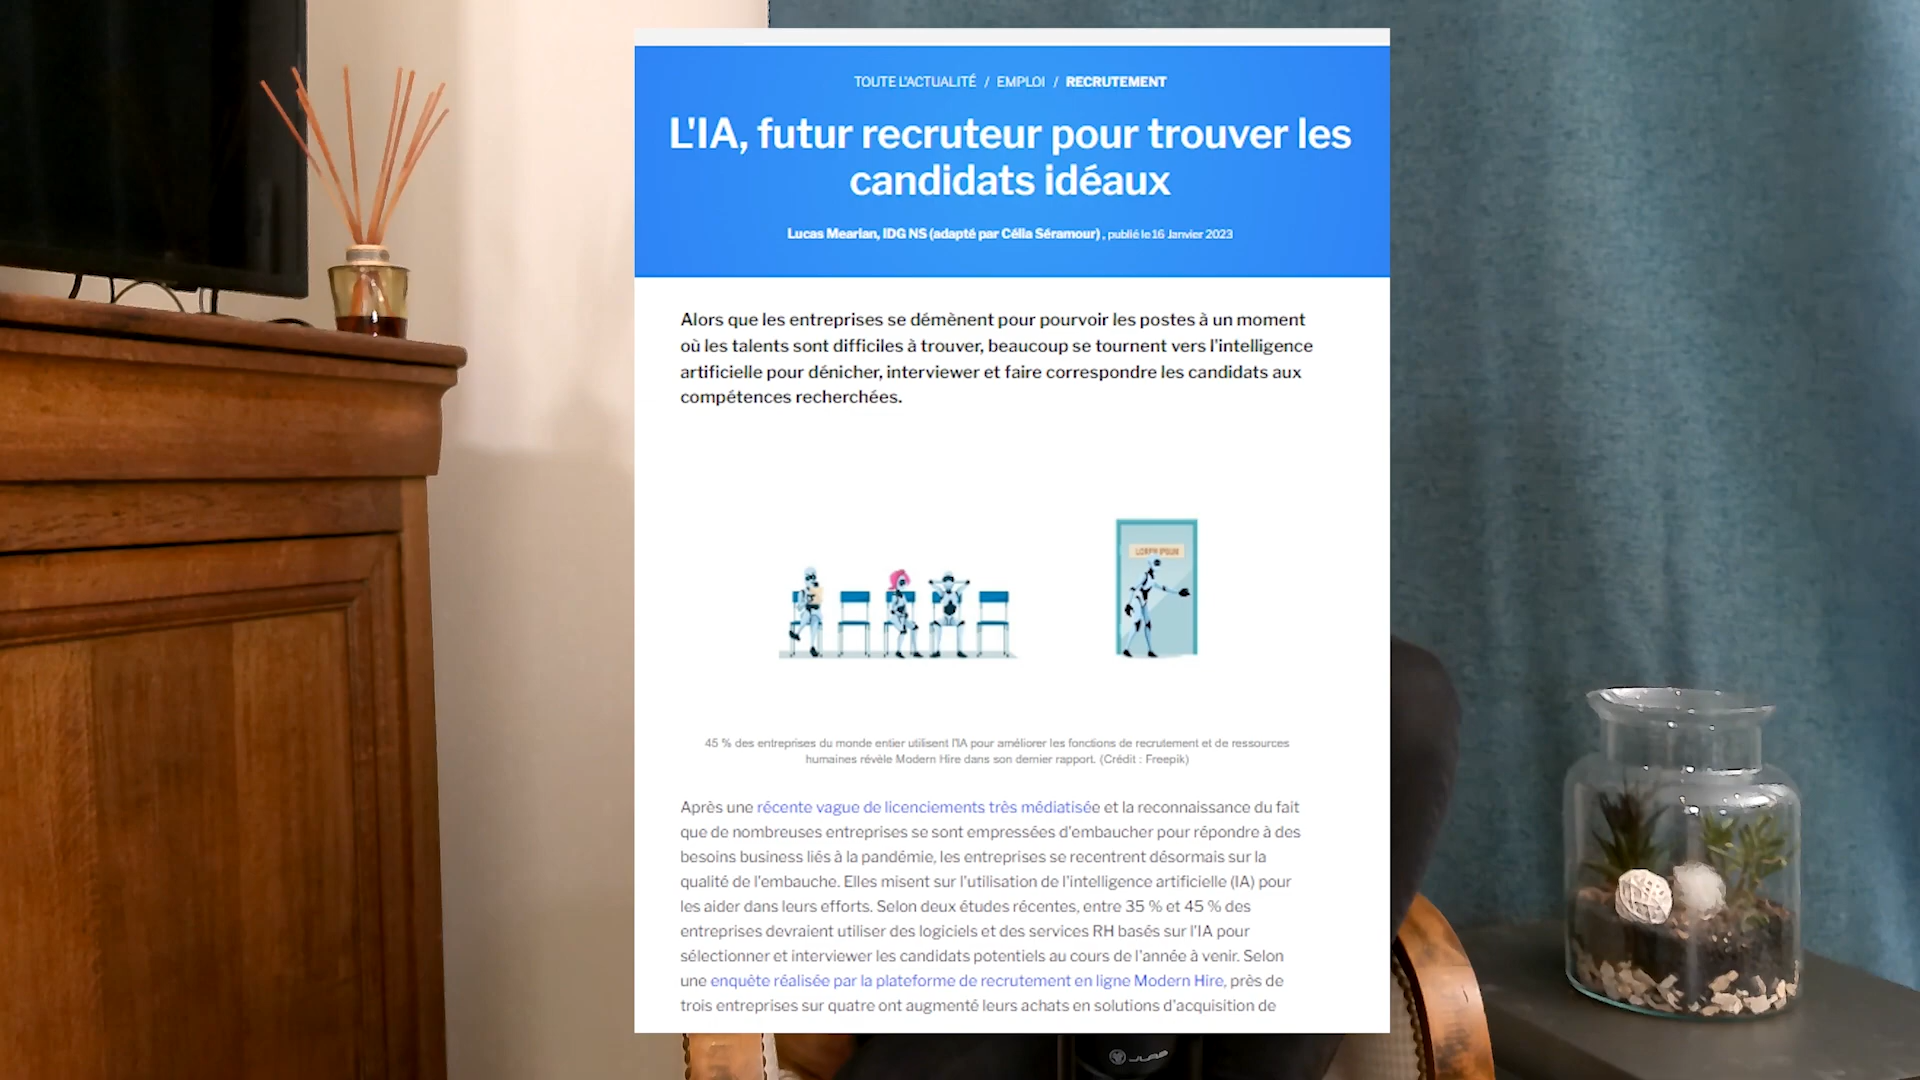 TOUTE L'ACTUALITÉ / EMPLOI / RECRUTEMENT
L'IA, futur recruteur pour trouver les
candidats idéaux
Lucas Mearian, IDG NS (adapté par Célia Séramour) , publié le 16 Janvier 2023
Alors que les entreprises se démènent pour pourvoir les postes à un moment
où les talents sont difficiles à trouver, beaucoup se tournent vers l'intelligence
artificielle pour dénicher, interviewer et faire correspondre les candidats aux
compétences recherchées.
LOREM IPSUM
45 % des entreprises du monde entier utilisent l'IA pour améliorer les fonctions de recrutement et de ressources
humaines révèle Modern Hire dans son dernier rapport. (Crédit : Freepik)
Après une récente vague de licenciements très médiatisée et la reconnaissance du fait
que de nombreuses entreprises se sont empressées d'embaucher pour répondre à des
besoins business liés à la pandémie, les entreprises se recentrent désormais sur la
qualité de l'embauche. Elles misent sur l'utilisation de l'intelligence artificielle (IA) pour
les aider dans leurs efforts. Selon deux études récentes, entre 35 % et 45 % des
entreprises devraient utiliser des logiciels et des services RH basés sur l'IA pour
sélectionner et interviewer les candidats potentiels au cours de l'année à venir. Selon
une enquête réalisée par la plateforme de recrutement en ligne Modern Hire, près de
trois entreprises sur quatre ont augmenté leurs achats en solutions d'acquisition de